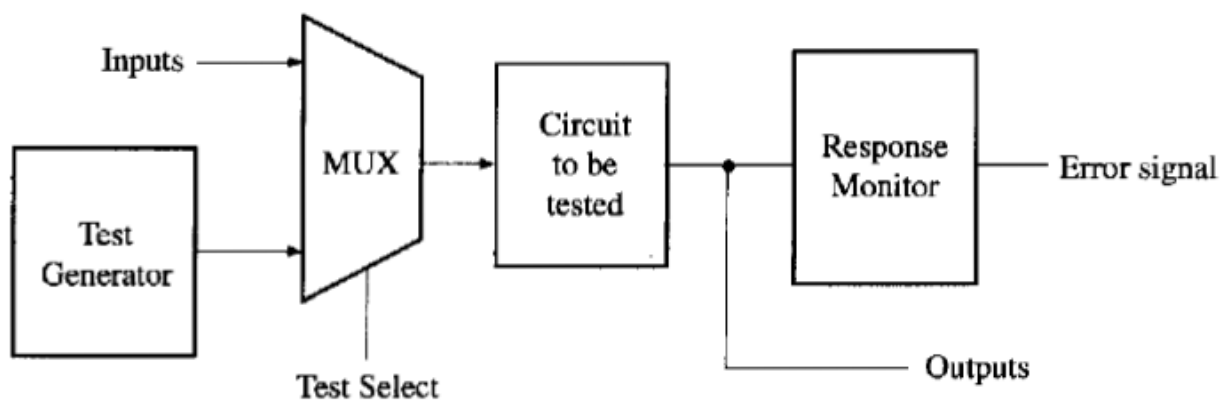 Inputs
MUX
Test
Generator
Test Select
Circuit
to be
tested
Response
Monitor
Error signal
Outputs